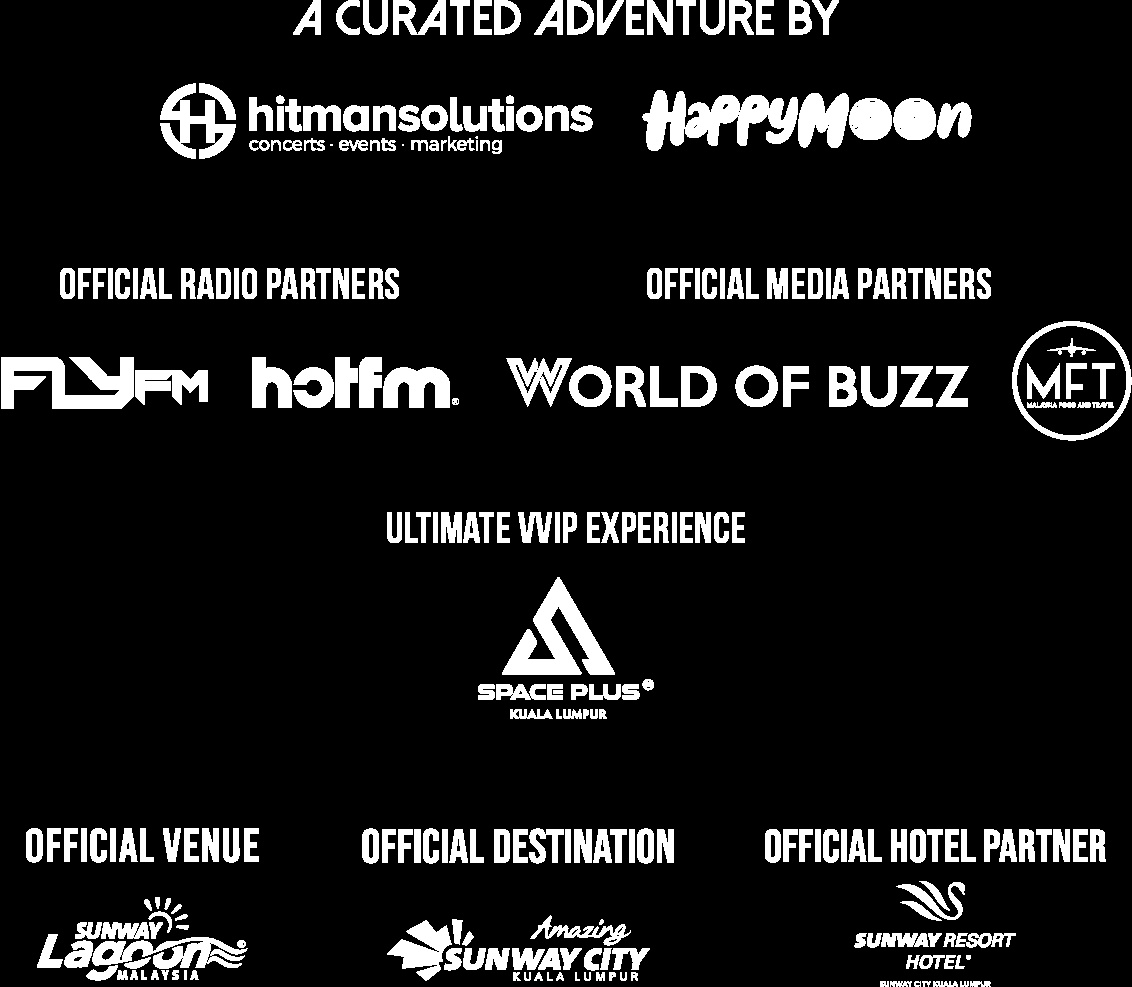 A CURATED ADVENTURE BY
hitmansolutions
concerts · events · marketing
HappyMoon
OFFICIAL RADIO PARTNERS
OFFICIAL MEDIA PARTNERS
FLYFM
hotfm®
WORLD OF BUZZ
MFT
MALAYSIA FOOD AND TRAVEL
ULTIMATE VVIP EXPERIENCE
SPACE PLUS®
KUALA LUMPUR
OFFICIAL VENUE
OFFICIAL DESTINATION
OFFICIAL HOTEL PARTNER
SUNWAY
Lagoon®
MALAYSIA
Amazing
SUNWAY CITY
KUALA LUMPUR
SUNWAY RESORT
HOTEL®
SUNWAY CITY KUALA LUMPUR